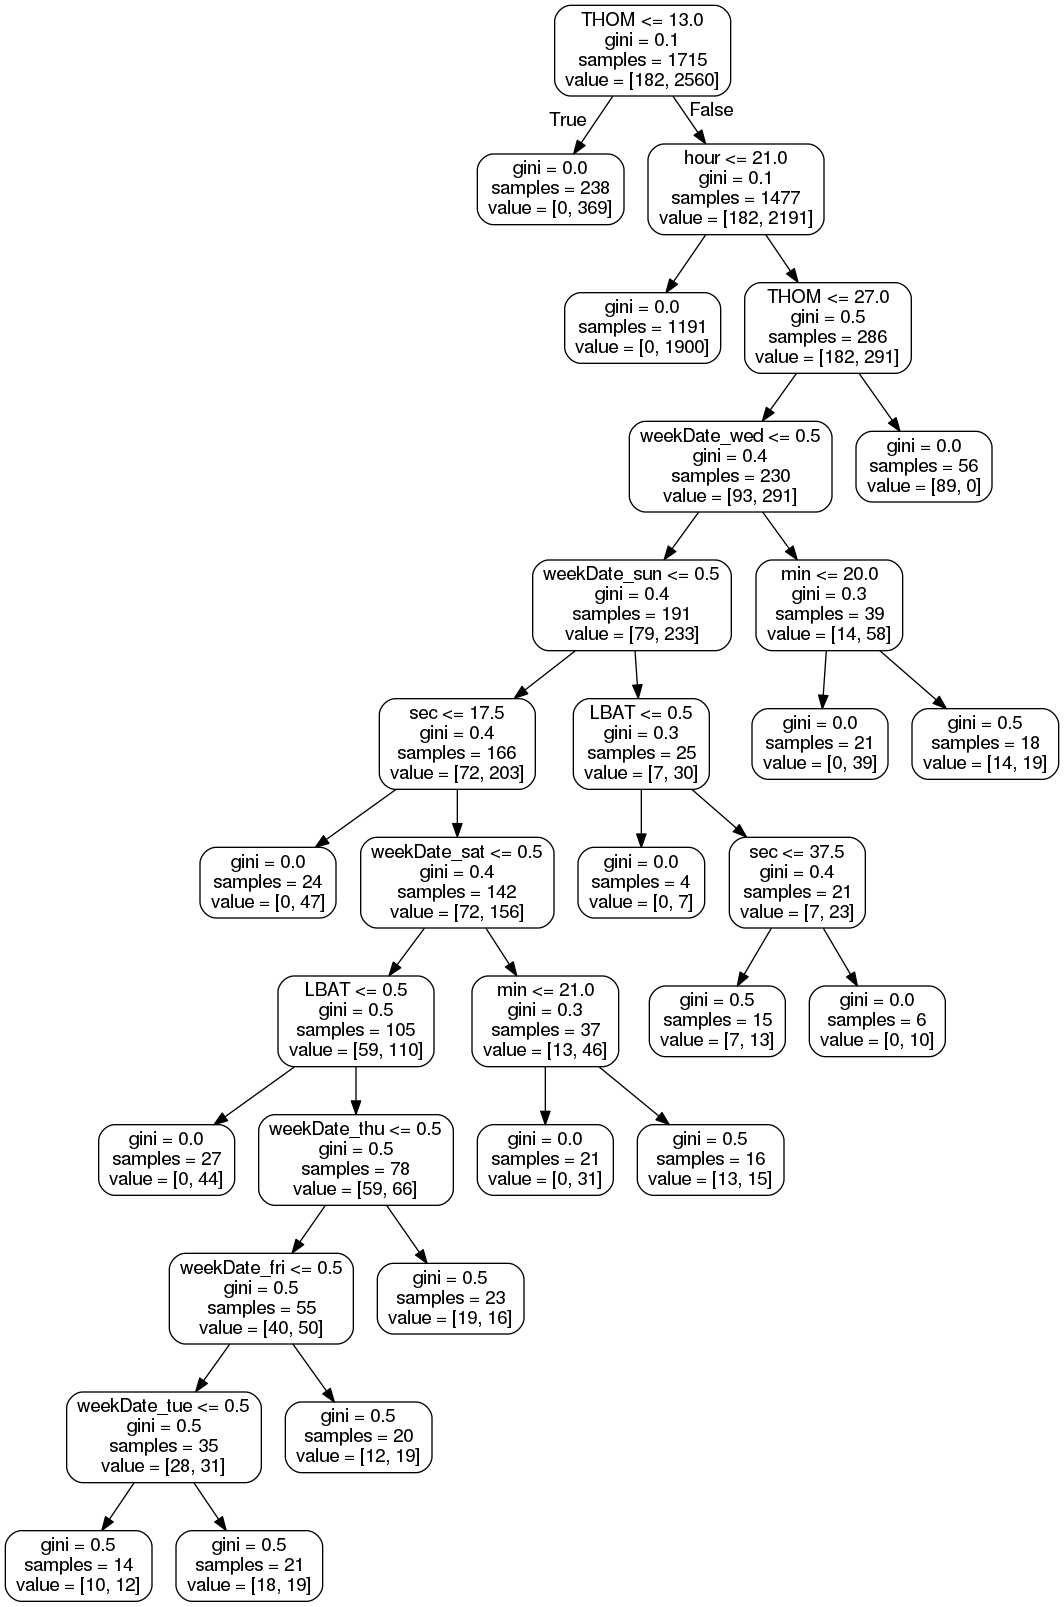 THOM <= 13.0
gini = 0.1
samples = 1715
value = [182, 2560]
True
False
gini = 0.0
samples = 238
value = [0, 369]
hour <= 21.0
gini = 0.1
samples = 1477
value = [182, 2191]
gini = 0.0
samples = 1191
value = [0, 1900]
THOM <= 27.0
gini = 0.5
samples = 286
value = [182, 291]
weekDate_wed <= 0.5
gini = 0.4
samples = 230
value = [93, 291]
gini = 0.0
samples = 56
value = [89, 0]
weekDate_sun <= 0.5
gini = 0.4
samples = 191
value = [79, 233]
min <= 20.0
gini = 0.3
samples = 39
value = [14, 58]
sec <= 17.5
gini = 0.4
samples = 166
value = [72, 203]
LBAT <= 0.5
gini = 0.3
samples = 25
value = [7, 30]
gini = 0.0
samples = 21
value = [0, 39]
gini = 0.5
samples = 18
value = [14, 19]
gini = 0.0
samples = 24
value = [0, 47]
weekDate_sat <= 0.5
gini = 0.4
samples = 142
value = [72, 156]
gini = 0.0
samples = 4
value = [0, 7]
sec <= 37.5
gini = 0.4
samples = 21
value = [7, 23]
LBAT <= 0.5
gini = 0.5
samples = 105
value = [59, 110]
min <= 21.0
gini = 0.3
samples = 37
value = [13, 46]
gini = 0.5
samples = 15
value = [7, 13]
gini = 0.0
samples = 6
value = [0, 10]
gini = 0.0
samples = 27
value = [0, 44]
weekDate_thu <= 0.5
gini = 0.5
samples = 78
value = [59, 66]
gini = 0.0
samples = 21
value = [0, 31]
gini = 0.5
samples = 16
value = [13, 15]
weekDate_fri <= 0.5
gini = 0.5
samples = 55
value = [40, 50]
gini = 0.5
samples = 23
value = [19, 16]
weekDate_tue <= 0.5
gini = 0.5
samples = 35
value = [28, 31]
gini = 0.5
samples = 20
value = [12, 19]
gini = 0.5
samples = 14
value = [10, 12]
gini = 0.5
samples = 21
value = [18, 19]